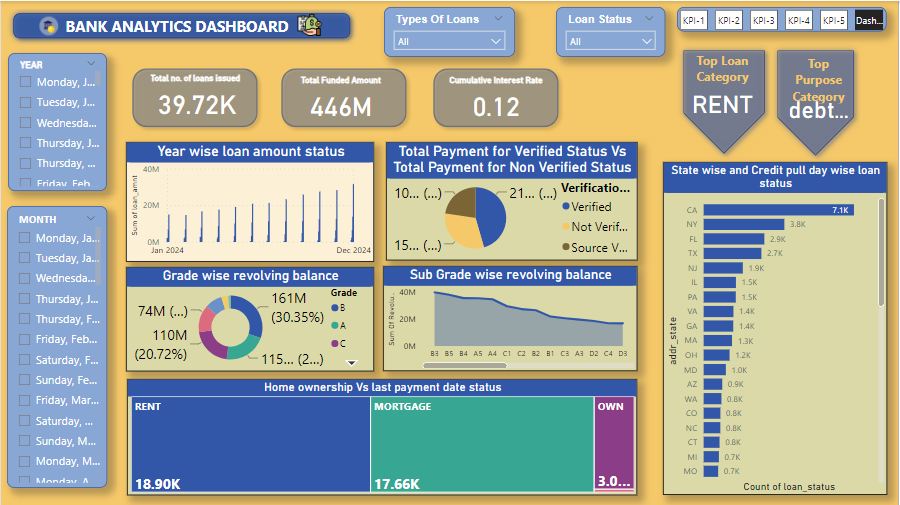 BANK ANALYTICS DASHBOARD
Types Of Loans
All
Loan Status
All
KPI-1
KPI-2
KPI-3
KPI-4
KPI-5
Dash...
YEAR
Monday, J...
Tuesday, J...
Wednesda...
Thursday, J...
Thursday, ...
Friday, Feb...
Total no. of loans issued
39.72K
Total Funded Amount
446M
Cumulative Interest Rate
0.12
Top Loan
Category
RENT
Top
Purpose
Category
debt...
MONTH
Monday, Ja...
Tuesday, Ja...
Wednesda...
Thursday, J...
Thursday, F...
Friday, Feb...
Saturday, F...
Sunday, Fe...
Friday, Mar...
Saturday, ...
Sunday, M...
Monday, M...
Monday, A...
Year wise loan amount status
Sum of loan_amnt
40M
20M
0M
Jan 2024
Dec 2024
Total Payment for Verified Status Vs
Total Payment for Non Verified Status
10... (...)
21... (...)
15... (...)
Verificatio...
Verified
Not Verif...
Source V...
Grade wise revolving balance
161M
(30.35%)
74M (...)
110M
(20.72%)
115... (2...)
Grade
B
A
C
Sub Grade wise revolving balance
Sum Of Revolu...
40M
20M
0M
B3 B5 B4 A5 A4 C1 C2 B2 B1 C3 A3 D2 C4 D3
Home ownership Vs last payment date status
RENT
18.90K
MORTGAGE
17.66K
OWN
3.0...
State wise and Credit pull day wise loan
status
addr_state
CA 7.1K
NY 3.8K
FL 2.9K
TX 2.7K
NJ 1.9K
IL 1.5K
PA 1.5K
VA 1.4K
GA 1.4K
MA 1.3K
OH 1.2K
MD 1.0K
AZ 0.9K
WA 0.8K
CO 0.8K
NC 0.8K
CT 0.8K
MI 0.7K
MO 0.7K
Count of loan_status